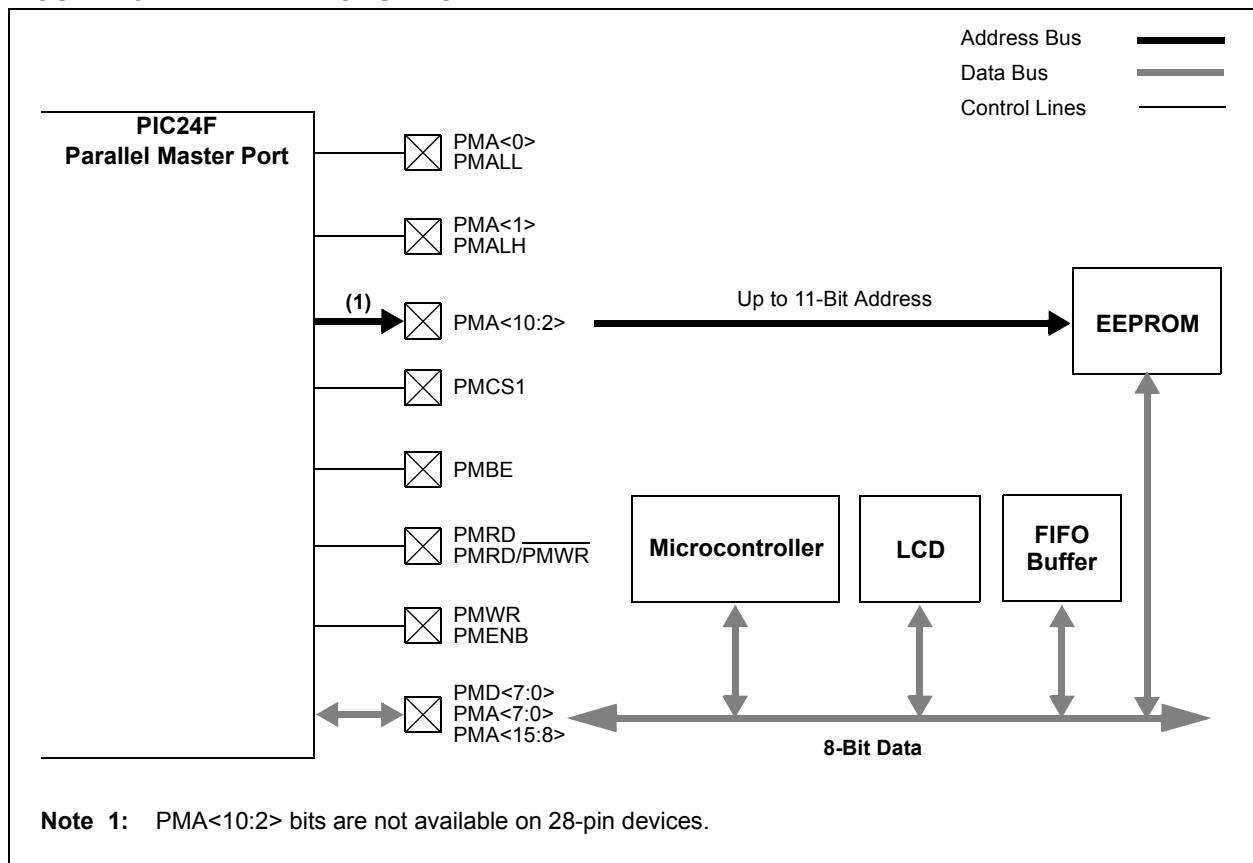 Address Bus
Data Bus
Control Lines
PIC24F
Parallel Master Port
PMA<0>
PMALL
PMA<1>
PMALH
(1)
PMA<10:2>
Up to 11-Bit Address
EEPROM
PMCS1
PMBE
PMRD
PMRD/PMWR
Microcontroller
LCD
FIFO
Buffer
PMWR
PMENB
PMD<7:0>
PMA<7:0>
PMA<15:8>
8-Bit Data
Note 1: PMA<10:2> bits are not available on 28-pin devices.